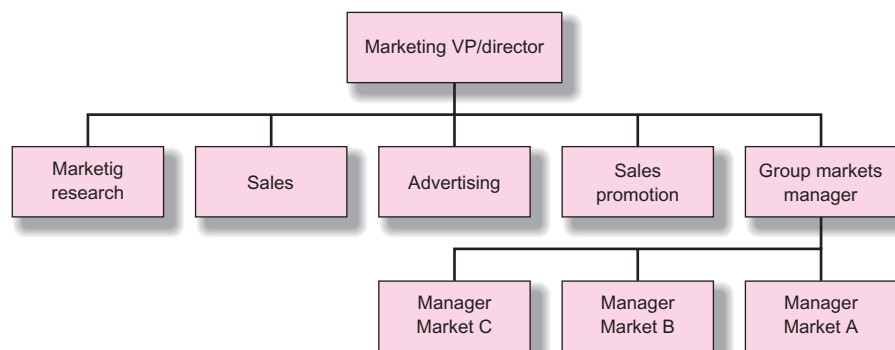 Marketing VP/director
Marketig
research
Sales
Advertising
Sales
promotion
Group markets
manager
Manager
Market C
Manager
Market B
Manager
Market A